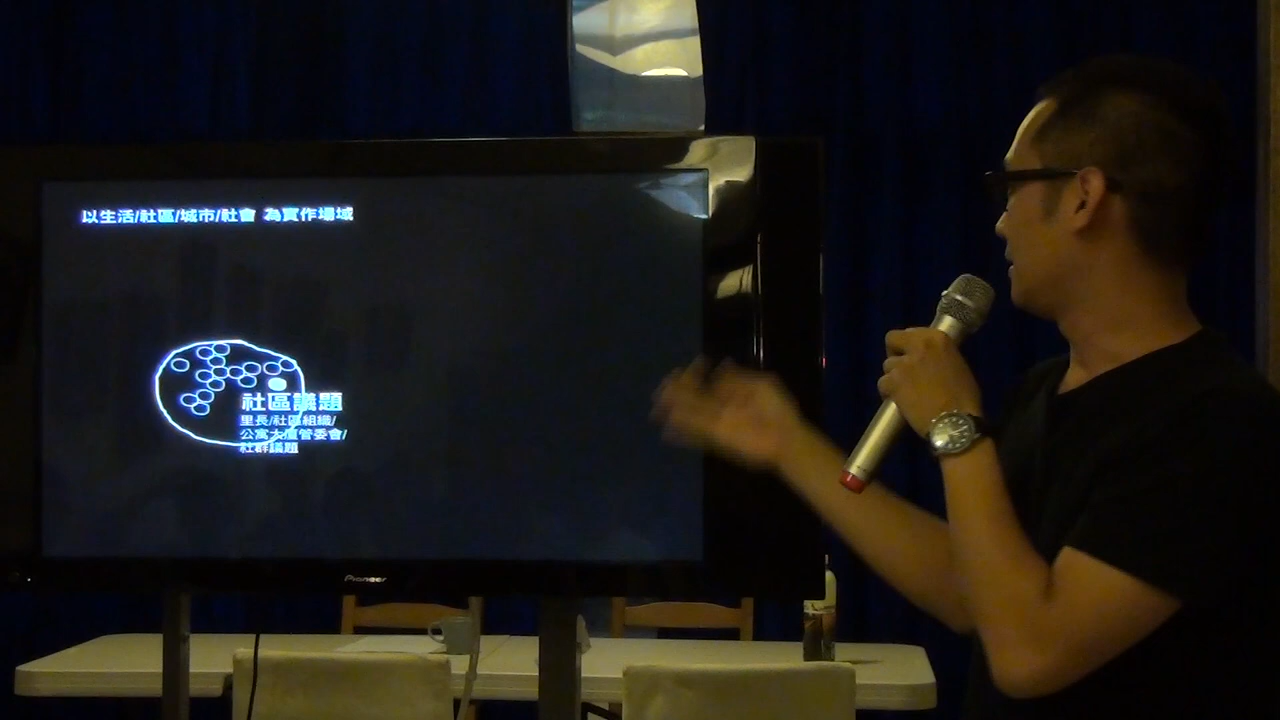 以生活/社區/城市/社會 為實作場域
社區議題
里長/社區組織/
公寓大廈管委會/
社群議題
Pioneer